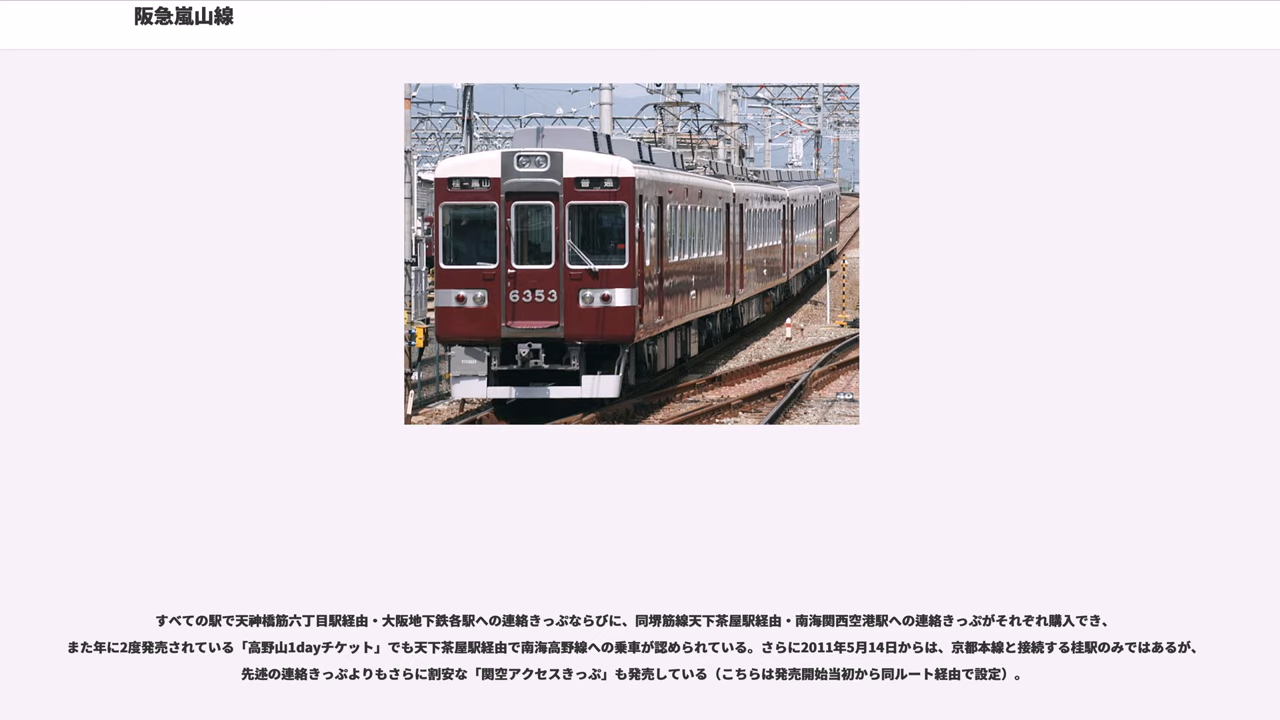 阪急嵐山線
桂－嵐山
普通
6353
すべての駅で天神橋筋六丁目駅経由・大阪地下鉄各駅への連絡きっぷならびに、同堺筋線天下茶屋駅経由・南海関西空港駅への連絡きっぷがそれぞれ購入でき、
また年に2度発売されている「高野山1dayチケット」でも天下茶屋駅経由で南海高野線への乗車が認められている。さらに2011年5月14日からは、京都本線と接続する桂駅のみではあるが、
先述の連絡きっぷよりもさらに割安な「関空アクセスきっぷ」も発売している（こちらは発売開始当初から同ルート経由で設定）。